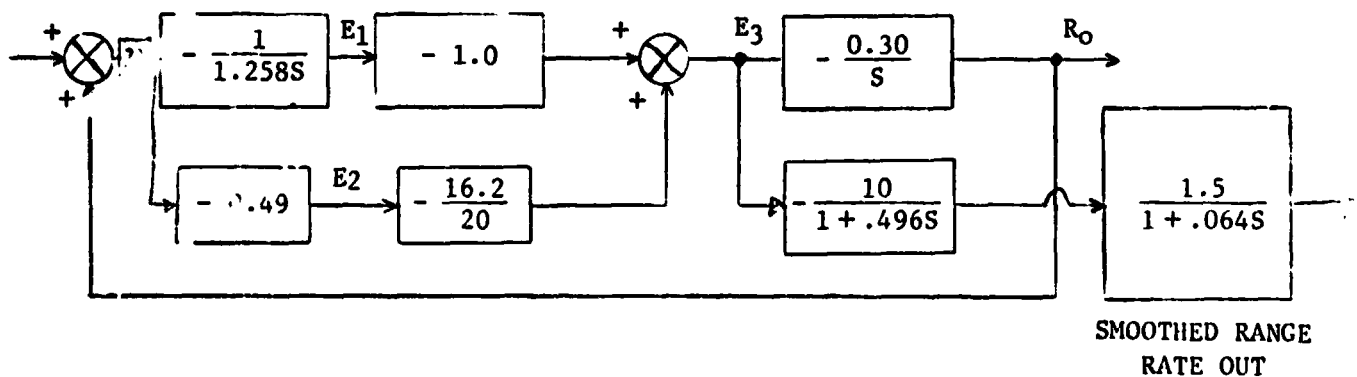 +
- 1 / 1.258S
E1
- 1.0
+
E3
- 0.30 / S
Ro
+
+
E2
- 16.2 / 20
- 10 / 1 + .496S
1.5 / 1 + .064S
SMOOTHED RANGE
RATE OUT